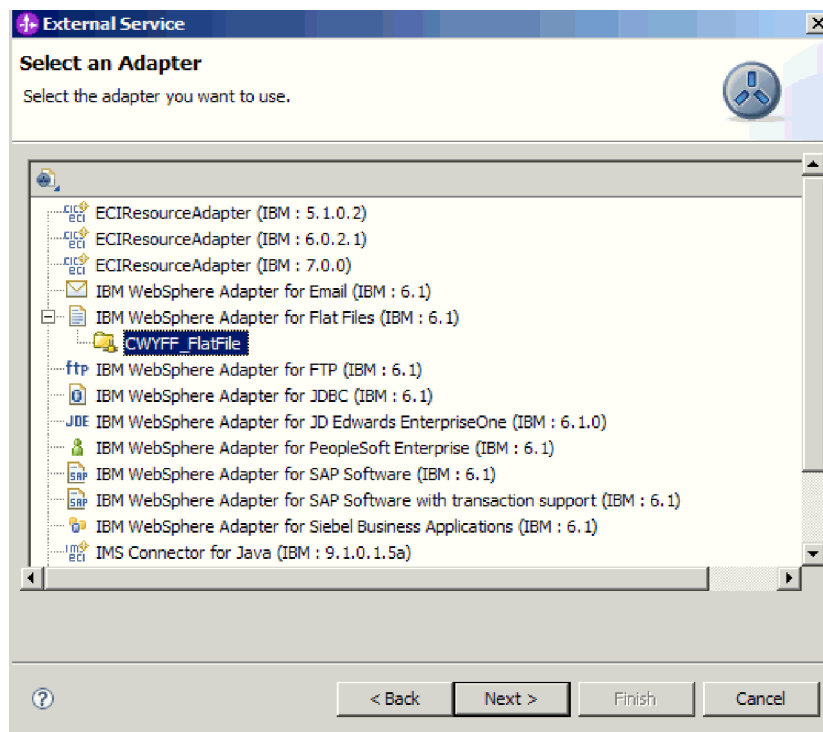 External Service
Select an Adapter
Select the adapter you want to use.
ECIResourceAdapter (IBM : 5.1.0.2)
ECIResourceAdapter (IBM : 6.0.2.1)
ECIResourceAdapter (IBM : 7.0.0)
IBM WebSphere Adapter for Email (IBM : 6.1)
IBM WebSphere Adapter for Flat Files (IBM : 6.1)
CWYFF_FlatFile
ftp IBM WebSphere Adapter for FTP (IBM : 6.1)
IBM WebSphere Adapter for JDBC (IBM : 6.1)
JDE IBM WebSphere Adapter for JD Edwards EnterpriseOne (IBM : 6.1.0)
IBM WebSphere Adapter for PeopleSoft Enterprise (IBM : 6.1)
SAP IBM WebSphere Adapter for SAP Software (IBM : 6.1)
SAP IBM WebSphere Adapter for SAP Software with transaction support (IBM : 6.1)
IBM WebSphere Adapter for Siebel Business Applications (IBM : 6.1)
IMS Connector for Java (IBM : 9.1.0.1.5a)
? < Back Next > Finish Cancel